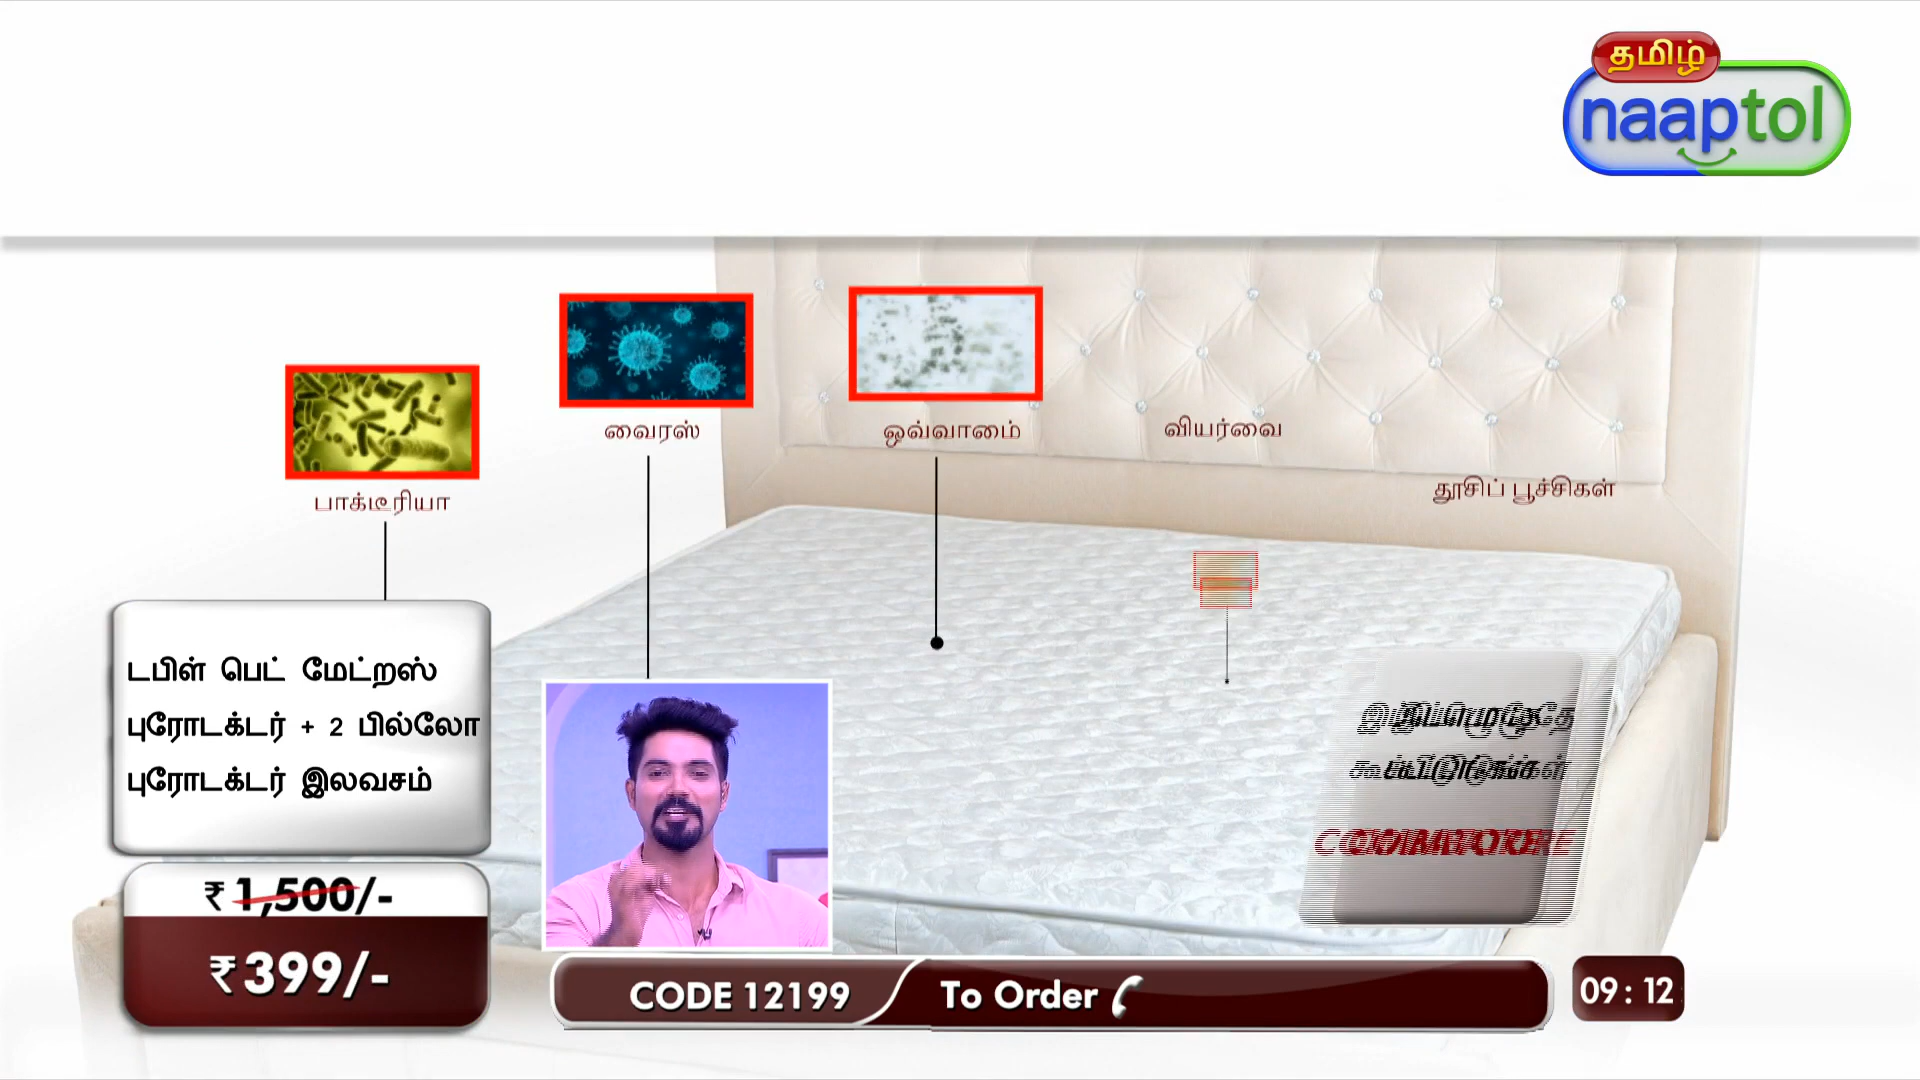 தமிழ்
naaptol
வைரஸ்
ஒவ்வாமை
வியர்வை
தூசிப் பூச்சிகள்
பாக்டீரியா
டபிள் பெட் மேட்றஸ்
புரோடக்டர் + 2 பில்லோ
புரோடக்டர் இலவசம்
₹1,500/-
₹399/-
CODE 12199
To Order
09:12